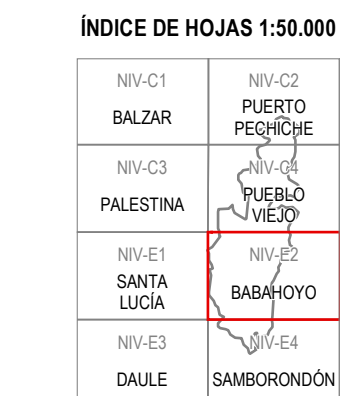 ÍNDICE DE HOJAS 1:50.000
NIV-C1
BALZAR
NIV-C2
PUERTO
PECHICHE
NIV-C3
PALESTINA
NIV-C4
PUEBLO
VIEJO
NIV-E1
SANTA
LUCÍA
NIV-E2
BABAHOYO
NIV-E3
DAULE
NIV-E4
SAMBORONDÓN